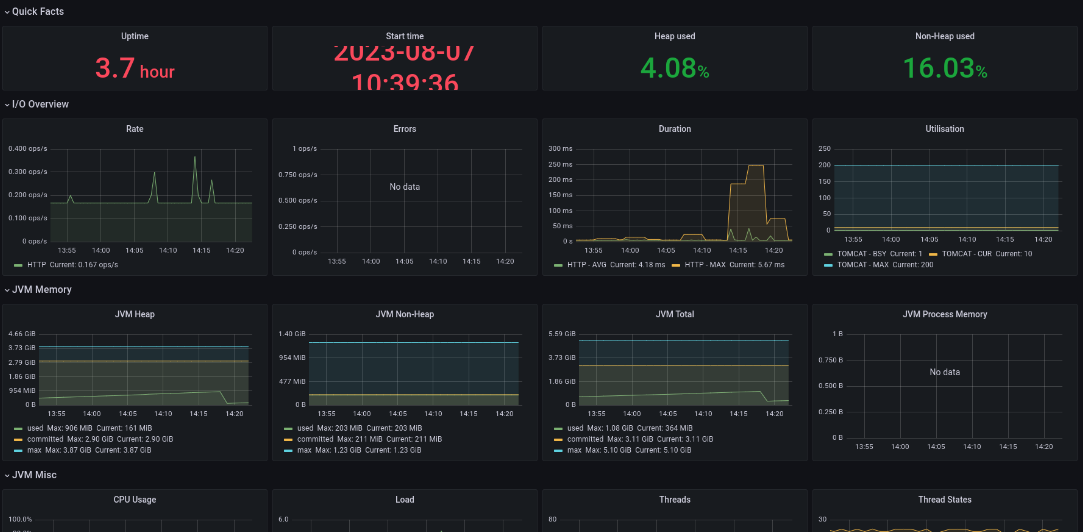 Quick Facts
Uptime
3.7 hour
Start time
2023-08-07
10:39:36
Heap used
4.08%
Non-Heap used
16.03%
I/O Overview
Rate
0.400 ops/s
0.300 ops/s
0.200 ops/s
0.100 ops/s
0 ops/s
13:55 14:00 14:05 14:10 14:15 14:20
HTTP Current: 0.167 ops/s
Errors
1 ops/s
0.750 ops/s
0.500 ops/s
0.250 ops/s
0 ops/s
No data
13:55 14:00 14:05 14:10 14:15 14:20
Duration
300 ms
250 ms
200 ms
150 ms
100 ms
50 ms
0 s
13:55 14:00 14:05 14:10 14:15 14:20
HTTP - AVG Current: 4.18 ms HTTP - MAX Current: 5.67 ms
Utilisation
250
200
150
100
50
0
13:55 14:00 14:05 14:10 14:15 14:20
TOMCAT - BSY Current: 1 TOMCAT - CUR Current: 10
TOMCAT - MAX Current: 200
JVM Memory
JVM Heap
4.66 GiB
3.73 GiB
2.79 GiB
1.86 GiB
954 MiB
0 B
13:55 14:00 14:05 14:10 14:15 14:20
used Max: 906 MiB Current: 161 MiB
committed Max: 2.90 GiB Current: 2.90 GiB
max Max: 3.87 GiB Current: 3.87 GiB
JVM Non-Heap
1.40 GiB
954 MiB
477 MiB
0 B
13:55 14:00 14:05 14:10 14:15 14:20
used Max: 203 MiB Current: 203 MiB
committed Max: 211 MiB Current: 211 MiB
max Max: 1.23 GiB Current: 1.23 GiB
JVM Total
5.59 GiB
3.73 GiB
1.86 GiB
0 B
13:55 14:00 14:05 14:10 14:15 14:20
used Max: 1.08 GiB Current: 364 MiB
committed Max: 3.11 GiB Current: 3.11 GiB
max Max: 5.10 GiB Current: 5.10 GiB
JVM Process Memory
1 B
0.750 B
0.500 B
0.250 B
0 B
No data
13:55 14:00 14:05 14:10 14:15 14:20
JVM Misc
CPU Usage
100.0%
Load
6.0
Threads
60
Thread States
30